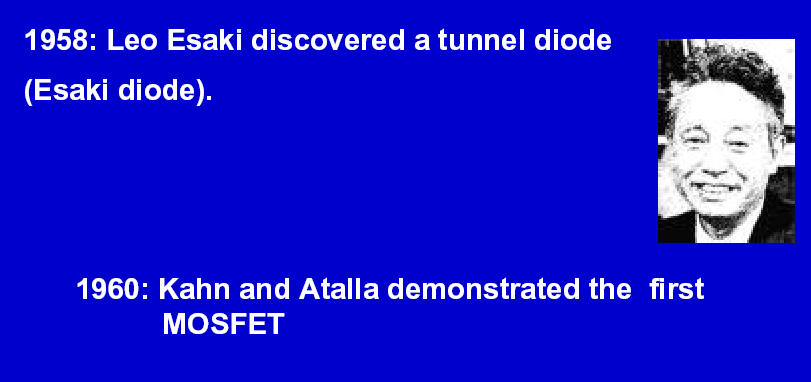 1958: Leo Esaki discovered a tunnel diode
(Esaki diode).
1960: Kahn and Atalla demonstrated the  first
MOSFET